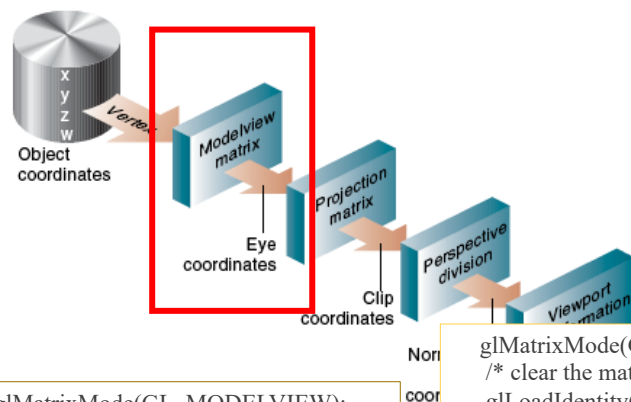 x
y
z
w
Vertex
Object
coordinates
Modelview
matrix
Eye
coordinates
Projection
matrix
Clip
coordinates
Perspective
division
Viewport
glMatrixMode(
/* clear the
glMatrixMode(GL_MODELVIEW);